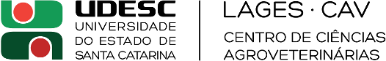 UDESC
UNIVERSIDADE
DO ESTADO DE
SANTA CATARINA
LAGES · CAV
CENTRO DE CIÊNCIAS
AGROVETERINÁRIAS